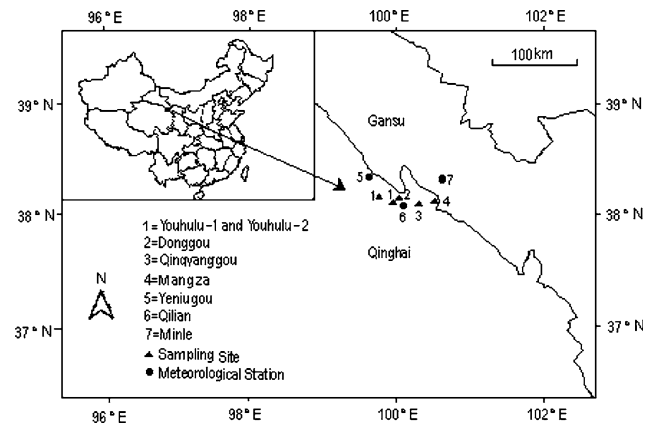 96°E 98°E 100°E 102°E
100km
39°N 39°N
Gansu
5 7
1 1 2 4
6 3
38°N 38°N
1=Youhulu-1 and Youhulu-2
2=Donggou
3=Qinqyanggou
4=Mangza
5=Yeniugou
6=Qilian
7=Minle
Sampling Site
Meteorological Station
Qinghai
N
37°N 37°N
96°E 98°E 100°E 102°E